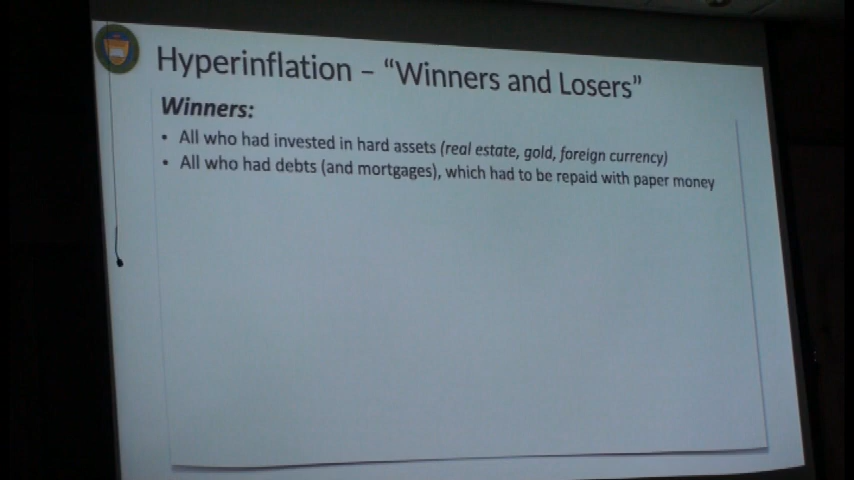 Hyperinflation – “Winners and Losers”
Winners:
• All who had invested in hard assets (real estate, gold, foreign currency)
• All who had debts (and mortgages), which had to be repaid with paper money